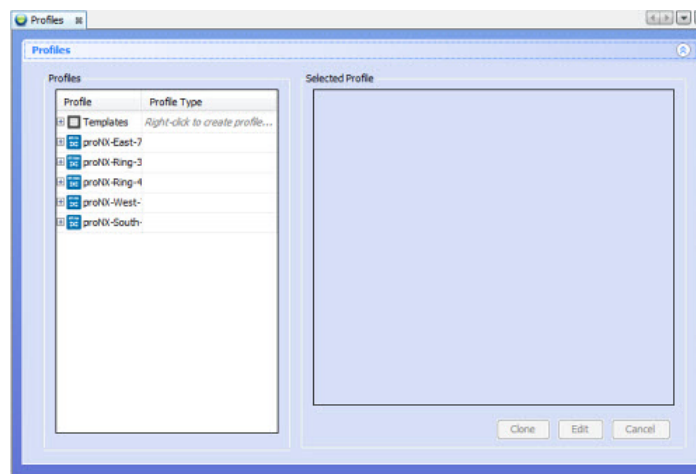 Profiles
Profiles
Profiles
Selected Profile
Profile Profile Type
Templates Right-click to create profile...
proNX-East-7
proNX-Ring-3
proNX-Ring-4
proNX-West-
proNX-South-
Clone Edit Cancel